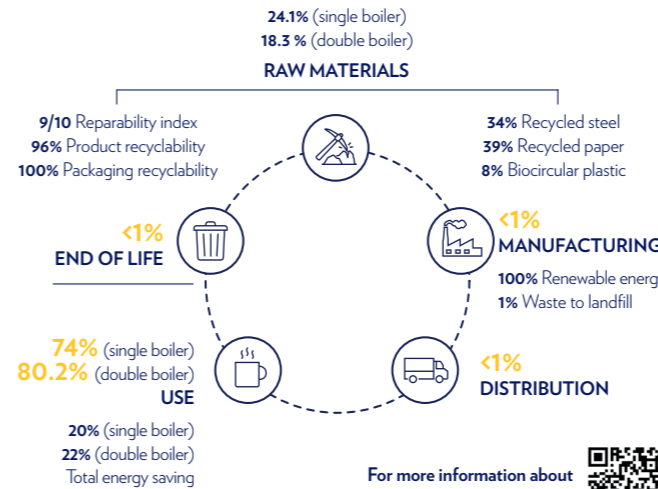 24.1% (single boiler)
18.3 % (double boiler)
RAW MATERIALS
9/10 Reparability index
96% Product recyclability
100% Packaging recyclability
34% Recycled steel
39% Recycled paper
8% Biocircular plastic
<1%
END OF LIFE
<1%
MANUFACTURING
100% Renewable energ
1% Waste to landfill
74% (single boiler)
80.2% (double boiler)
USE
20% (single boiler)
22% (double boiler)
Total energy saving
<1%
DISTRIBUTION
For more information about